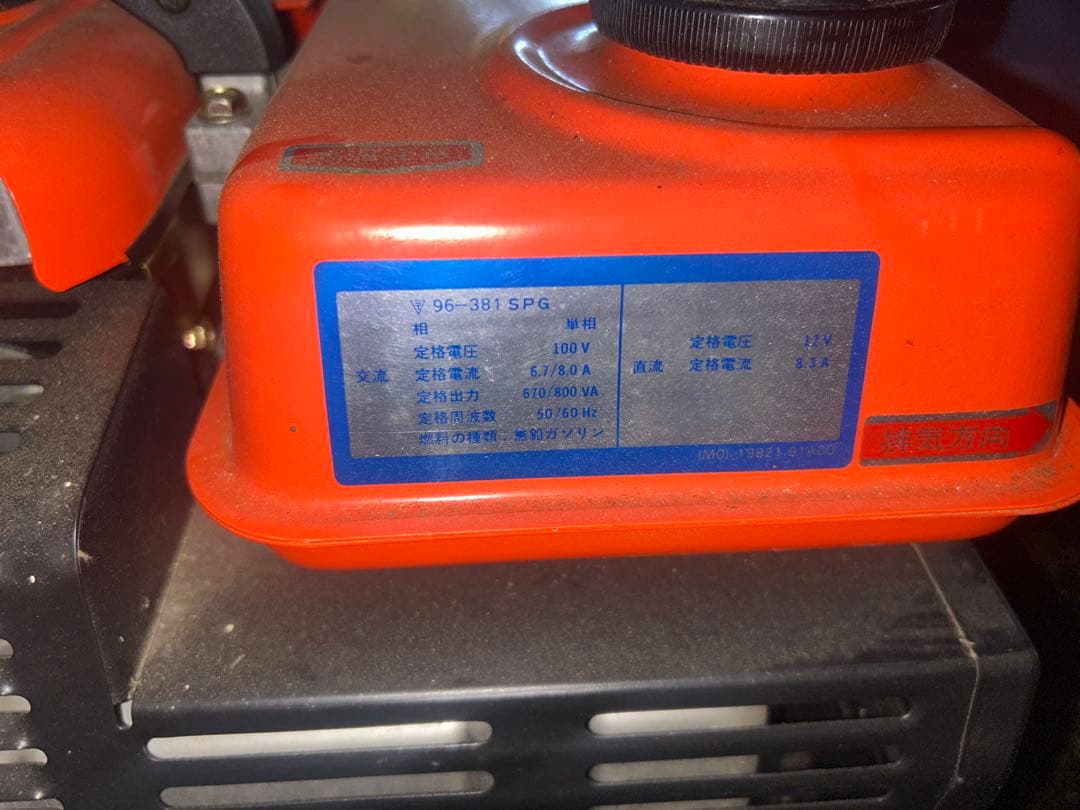 96-381 SPG
相 単相
定格電圧 100 V
交流 定格電流 6.7/8.0 A
定格出力 670/800 VA
定格周波数 50/60 Hz
燃料の種類:無鉛ガソリン
定格電圧 12 V
直流 定格電流 8.3 A
排気方向